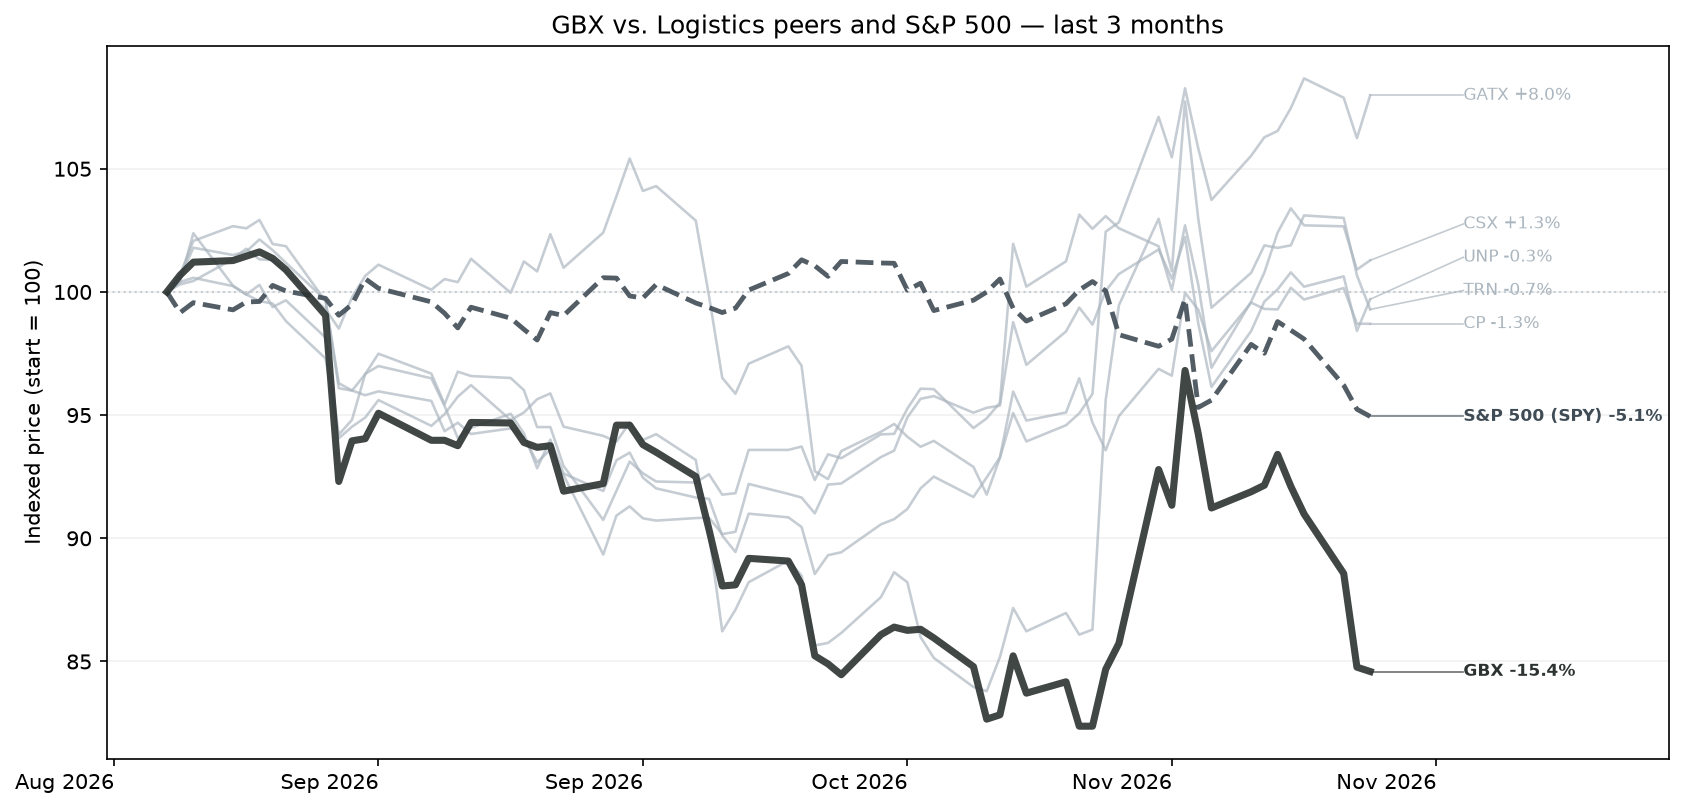 GBX vs. Logistics peers and S&P 500 — last 3 months
Indexed price (start = 100)
105
100
95
90
85
GATX +8.0%
CSX +1.3%
UNP -0.3%
TRN -0.7%
CP -1.3%
S&P 500 (SPY) -5.1%
GBX -15.4%
Aug 2026
Sep 2026
Sep 2026
Oct 2026
Nov 2026
Nov 2026